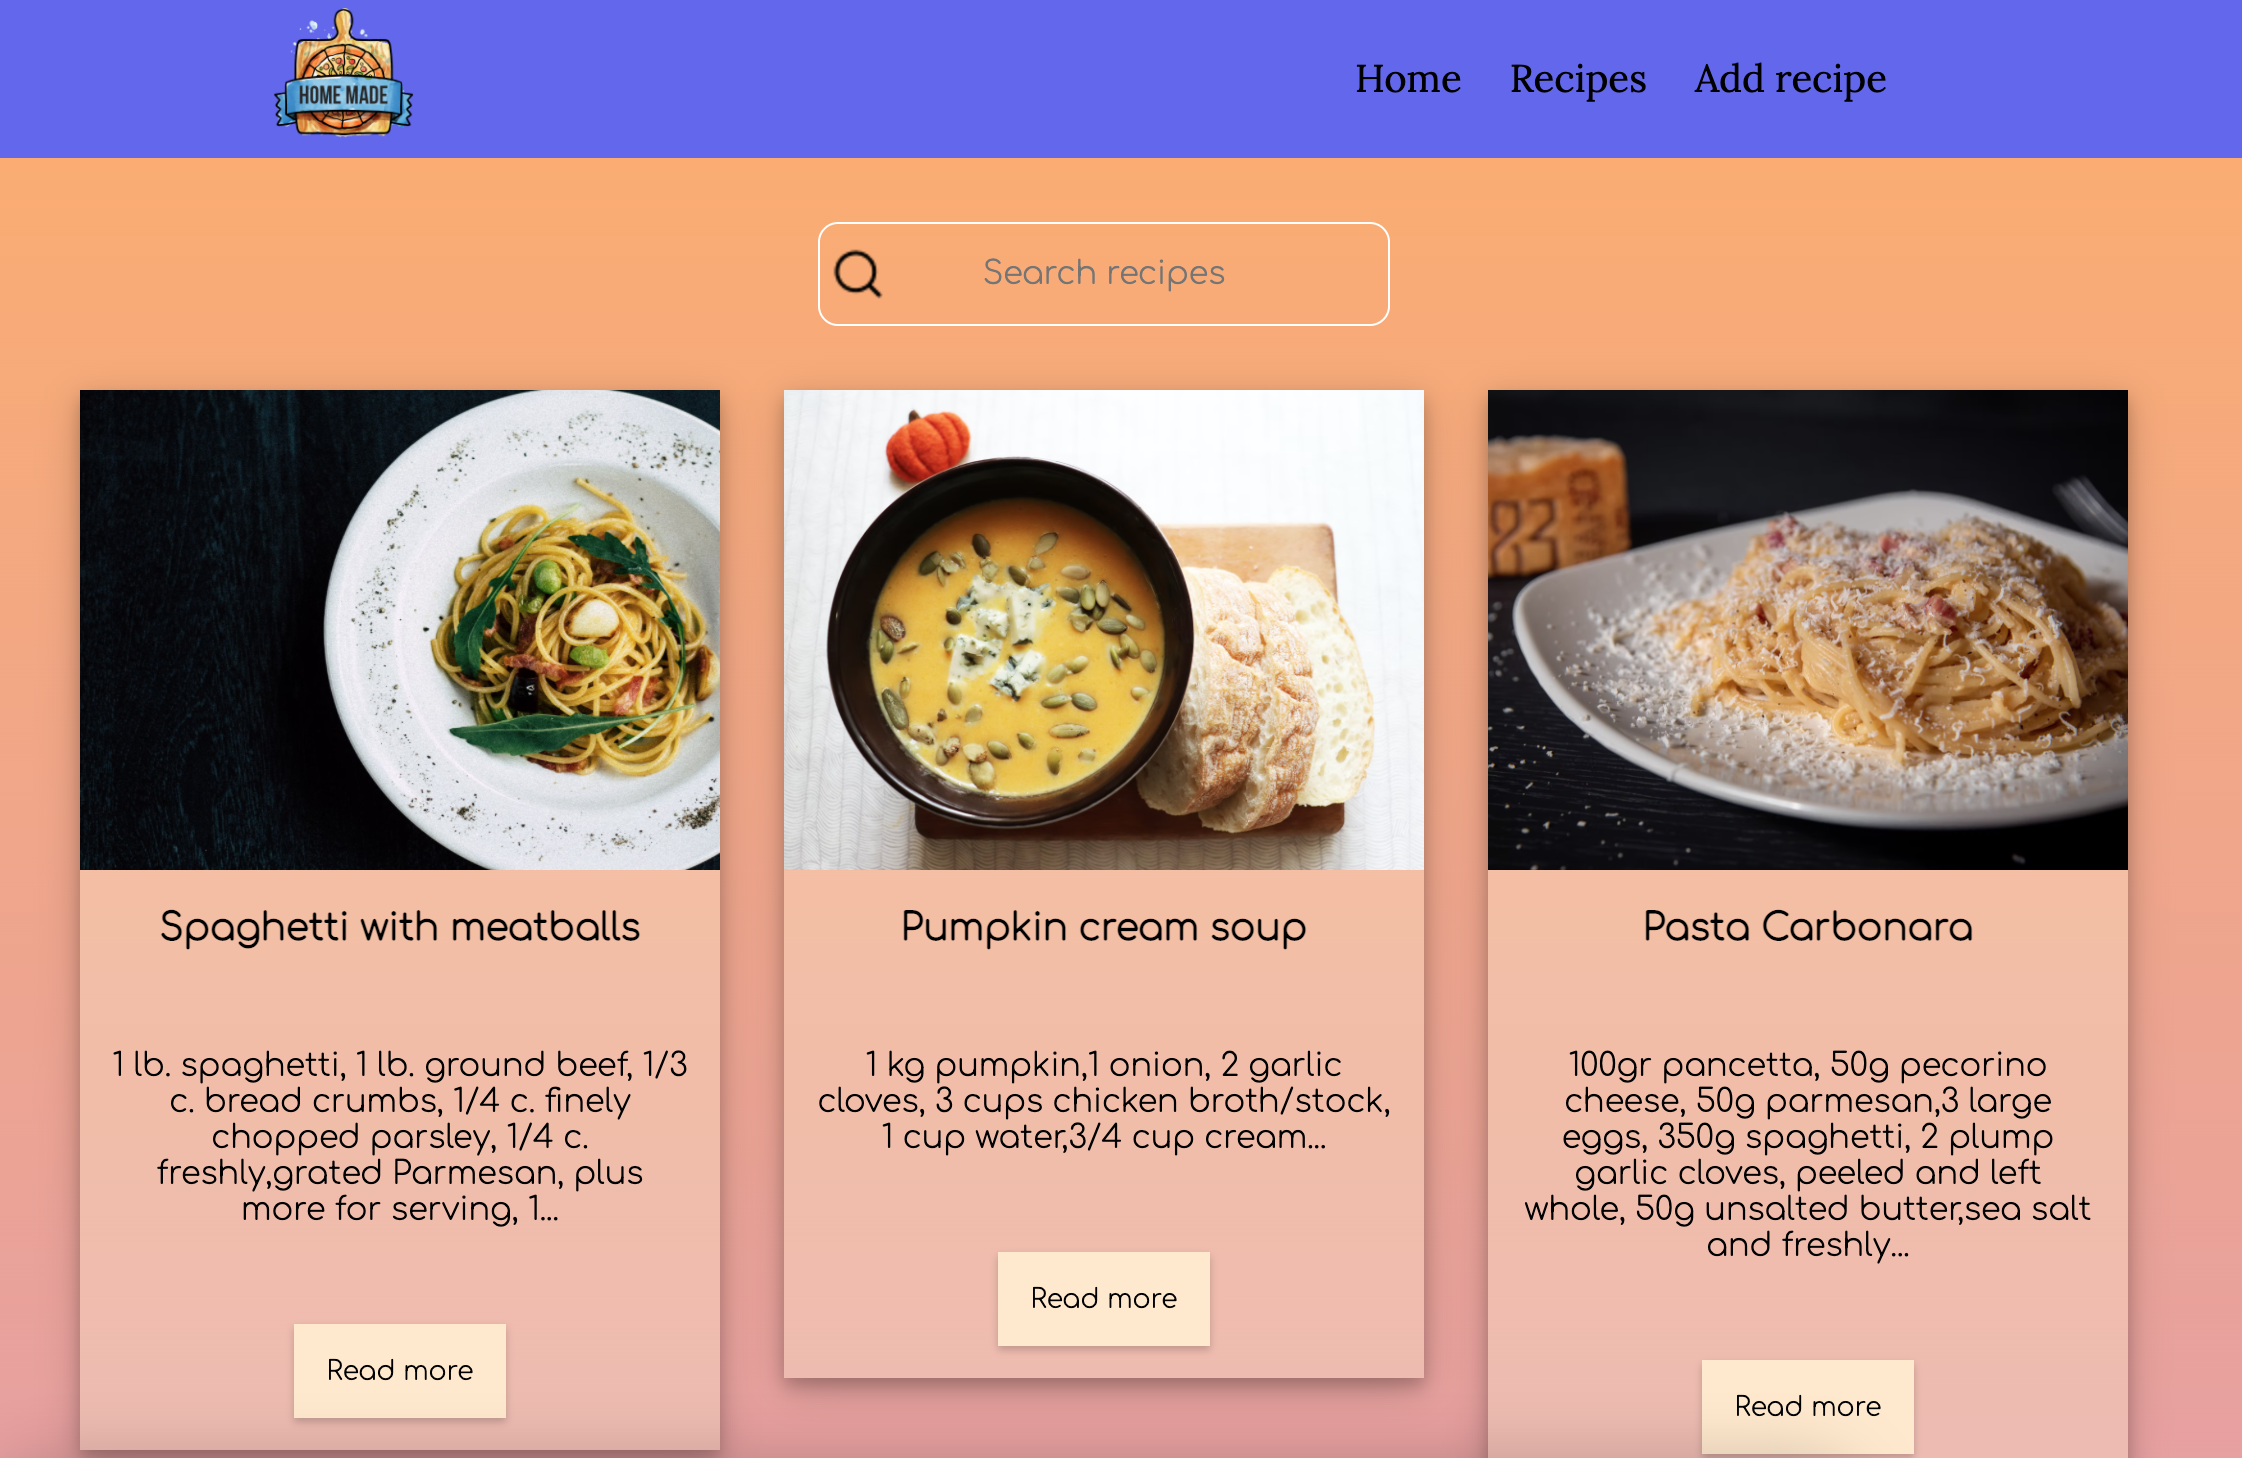 HOME MADE
Home
Recipes
Add recipe
Search recipes
Spaghetti with meatballs
1 lb. spaghetti, 1 lb. ground beef, 1/3
c. bread crumbs, 1/4 c. finely
chopped parsley, 1/4 c.
freshly,grated Parmesan, plus
more for serving, 1...
Read more
Pumpkin cream soup
1 kg pumpkin,1 onion, 2 garlic
cloves, 3 cups chicken broth/stock,
1 cup water,3/4 cup cream...
Read more
Pasta Carbonara
100gr pancetta, 50g pecorino
cheese, 50g parmesan,3 large
eggs, 350g spaghetti, 2 plump
garlic cloves, peeled and left
whole, 50g unsalted butter,sea salt
and freshly...
Read more